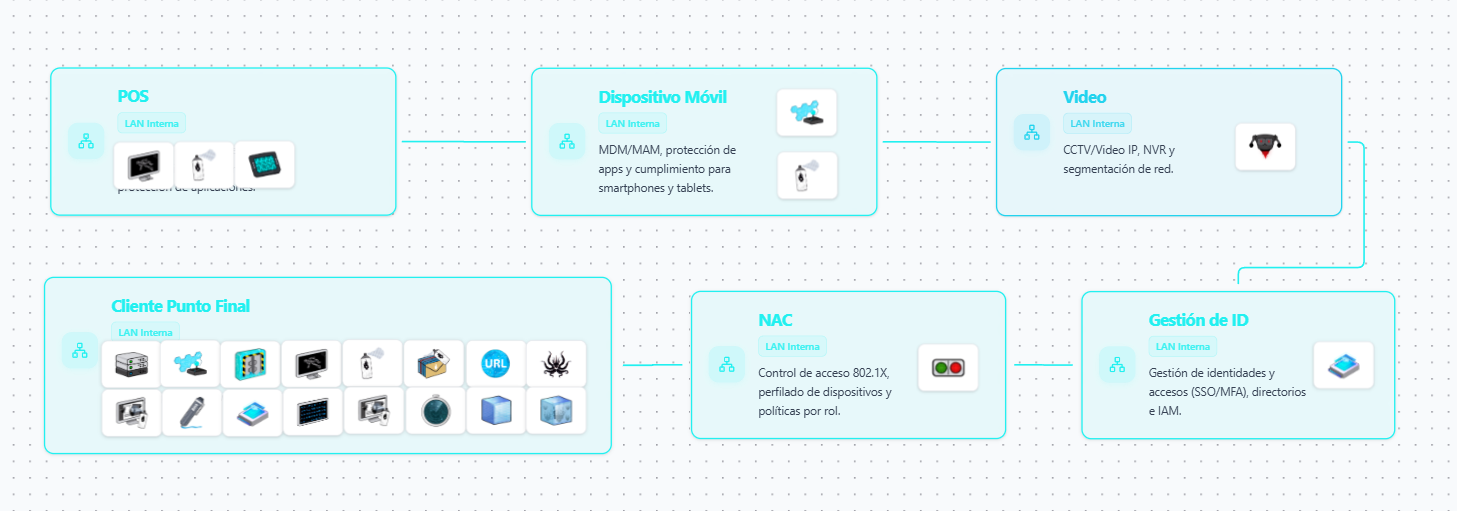 POS
LAN Interna
protección de aplicaciones.
Dispositivo Móvil
LAN Interna
MDM/MAM, protección de
apps y cumplimiento para
smartphones y tablets.
Video
LAN Interna
CCTV/Video IP, NVR y
segmentación de red.
Cliente Punto Final
LAN Interna
URL
NAC
LAN Interna
Control de acceso 802.1X,
perfilado de dispositivos y
políticas por rol.
Gestión de ID
LAN Interna
Gestión de identidades y
accesos (SSO/MFA), directorios
e IAM.